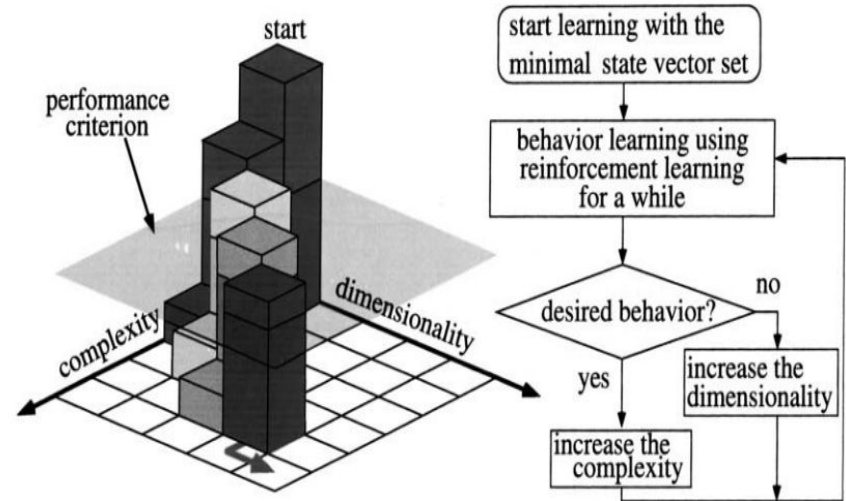 start
performance
criterion
complexity
dimensionality
start learning with the
minimal state vector set
behavior learning using
reinforcement learning
for a while
desired behavior?
no
yes
increase the
dimensionality
increase the
complexity